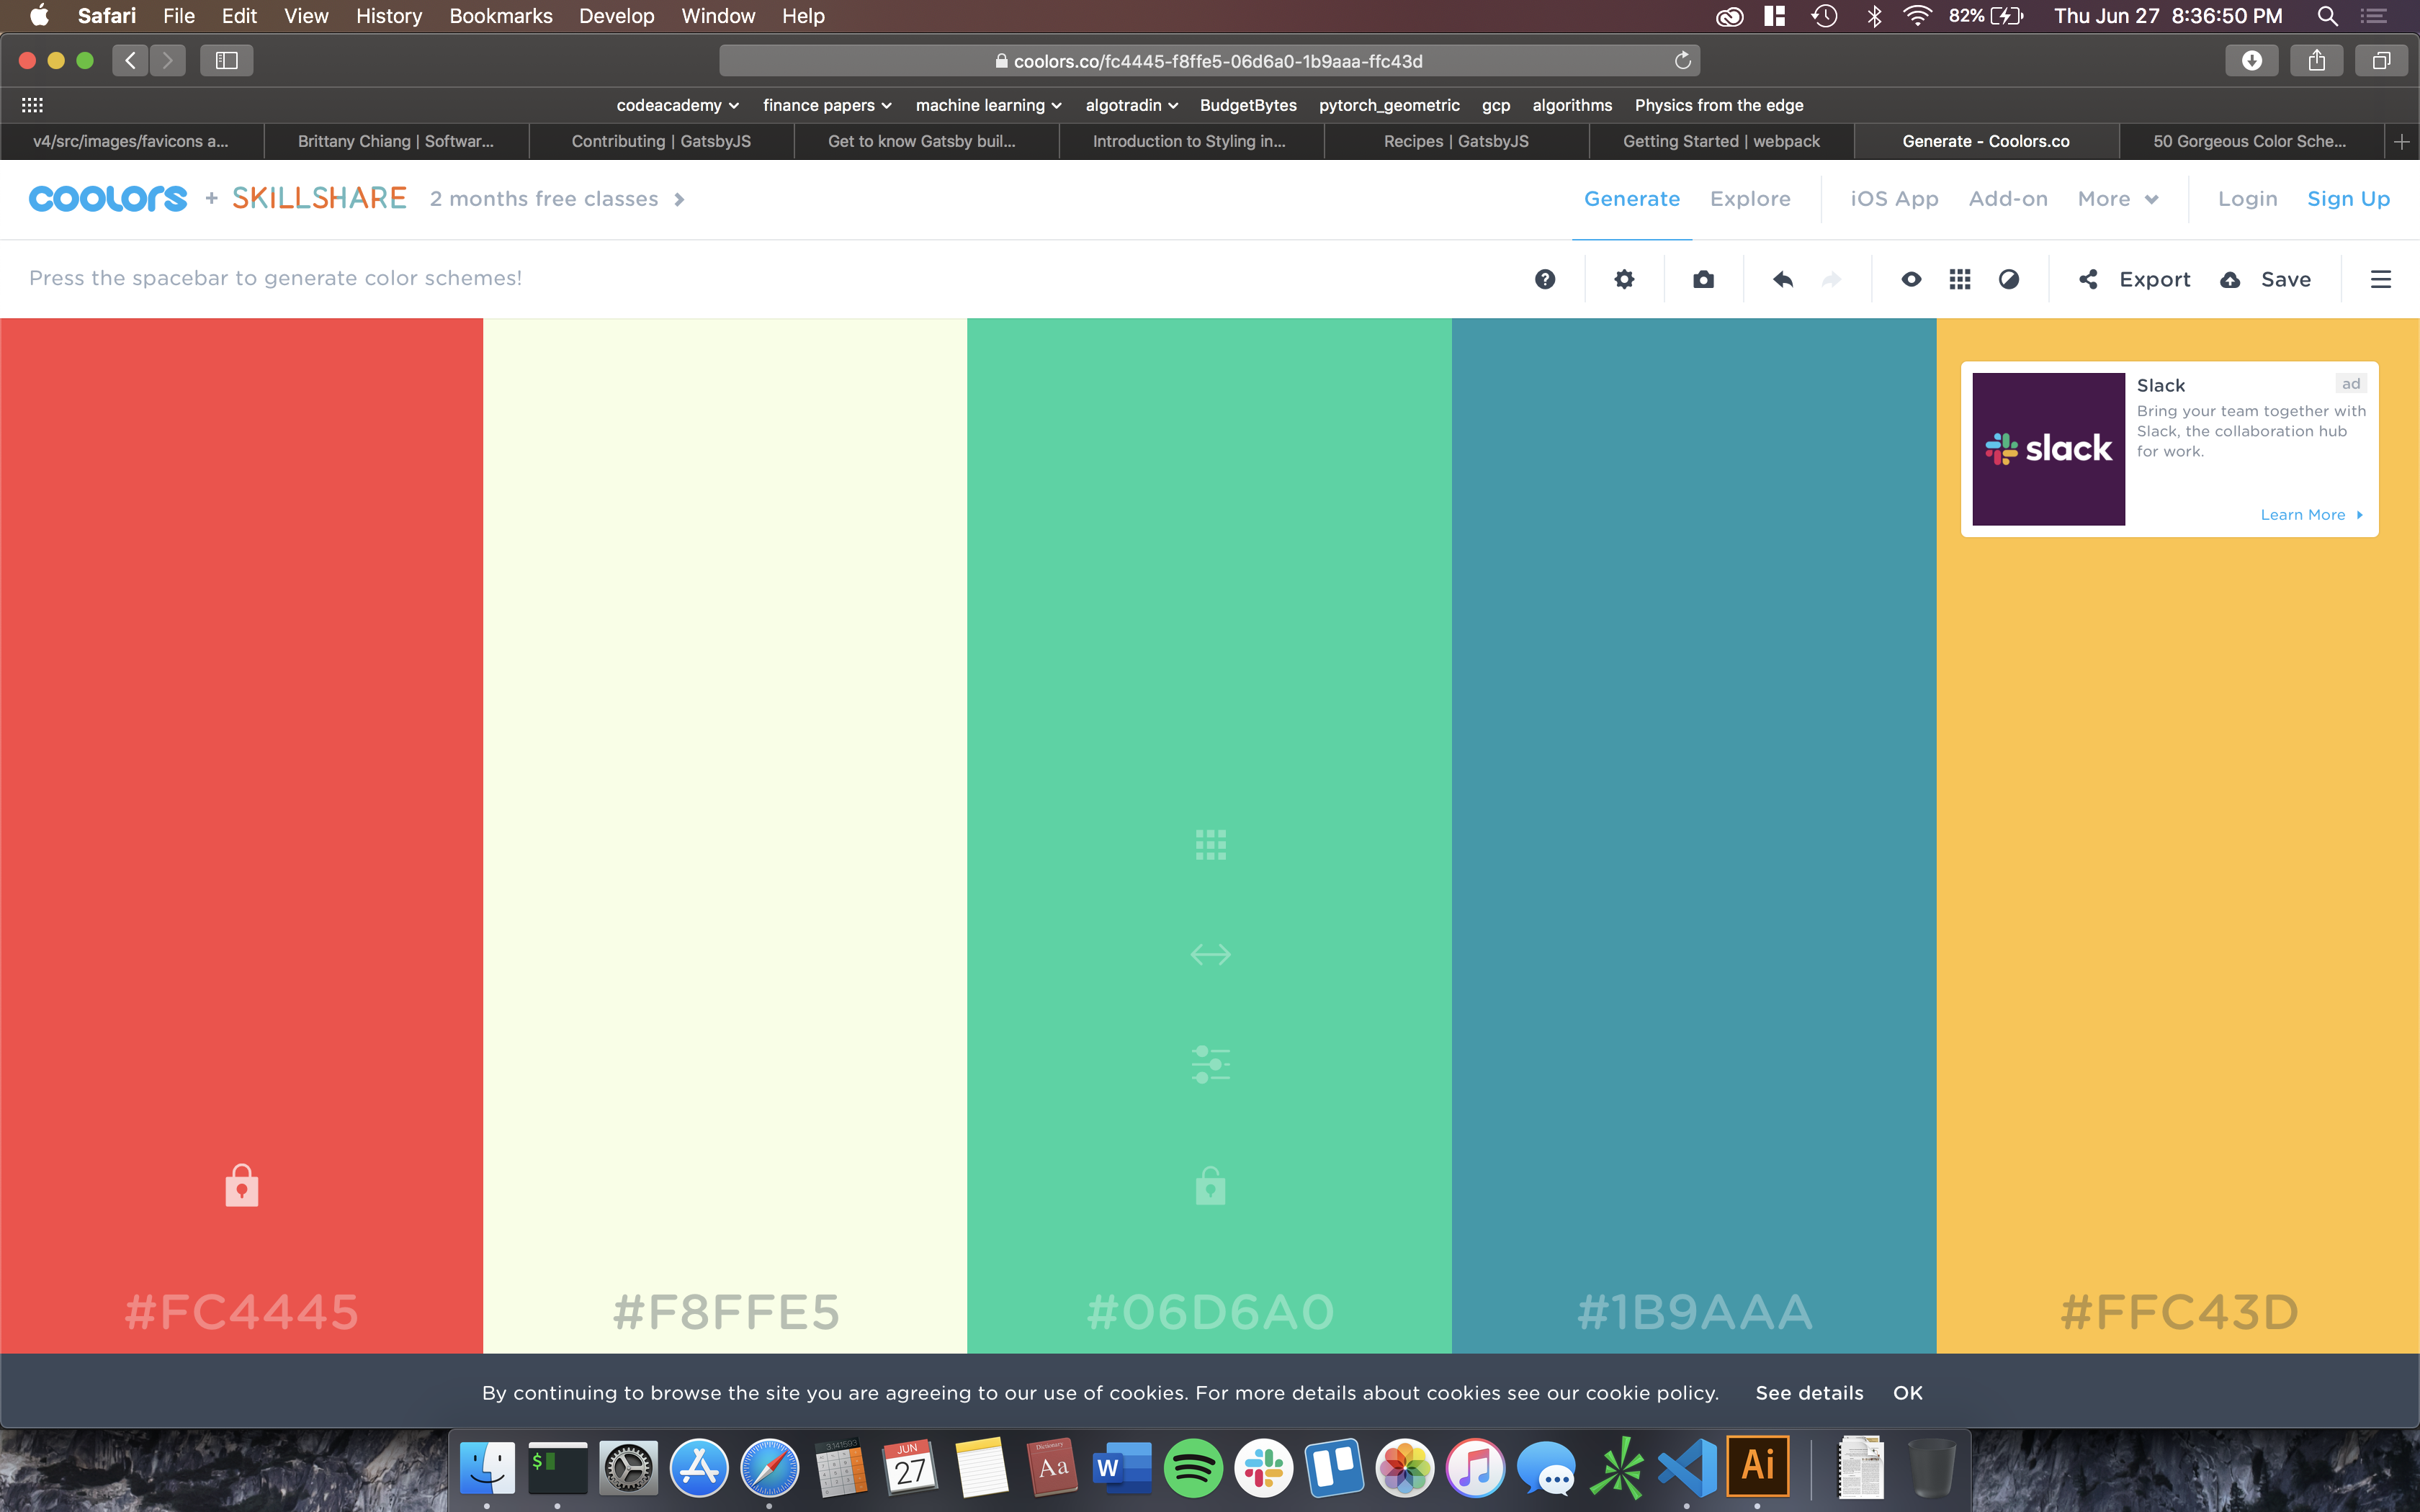 Safari File Edit View History Bookmarks Develop Window Help 82% Thu Jun 27 8:36:50 PM
coolors.co/fc4445-f8ffe5-06d6a0-1b9aaa-ffc43d
codeacademy finance papers machine learning algotradin BudgetBytes pytorch_geometric gcp algorithms Physics from the edge
v4/src/images/favicons a... Brittany Chiang | Softwar... Contributing | GatsbyJS Get to know Gatsby buil... Introduction to Styling in... Recipes | GatsbyJS Getting Started | webpack Generate - Coolors.co 50 Gorgeous Color Sche...
coolors + SKILLSHARE 2 months free classes Generate Explore iOS App Add-on More Login Sign Up
Press the spacebar to generate color schemes! Export Save
Slack ad
Bring your team together with
Slack, the collaboration hub
for work.
slack
Learn More
#FC4445 #F8FFE5 #06D6A0 #1B9AAA #FFC43D
By continuing to browse the site you are agreeing to our use of cookies. For more details about cookies see our cookie policy. See details OK
$ JUN 27 Aa W Ai